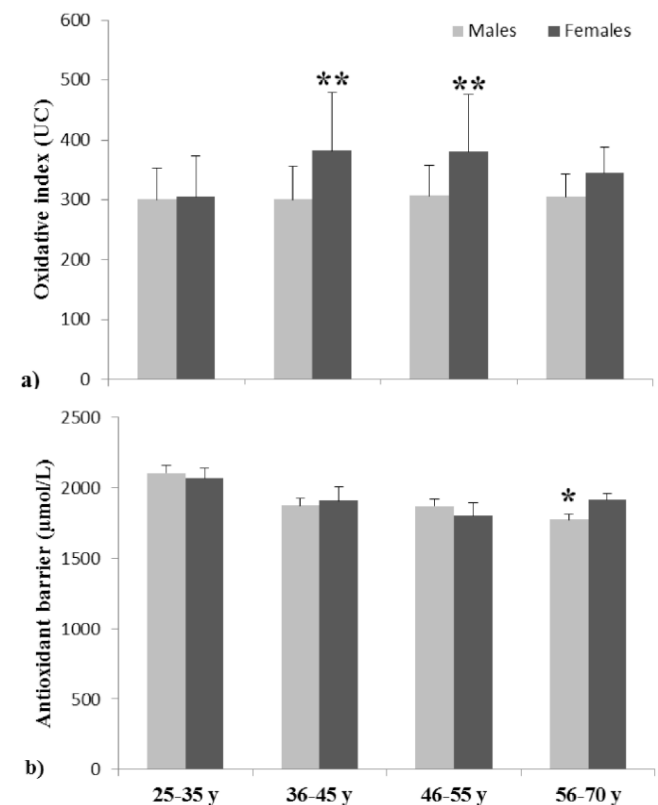 600
Males Females
500
**
**
400
300
200
100
0
Oxidative index (UC)
a)
2500
2000
*
1500
1000
500
0
Antioxidant barrier (µmol/L)
b)
25-35 y 36-45 y 46-55 y 56-70 y